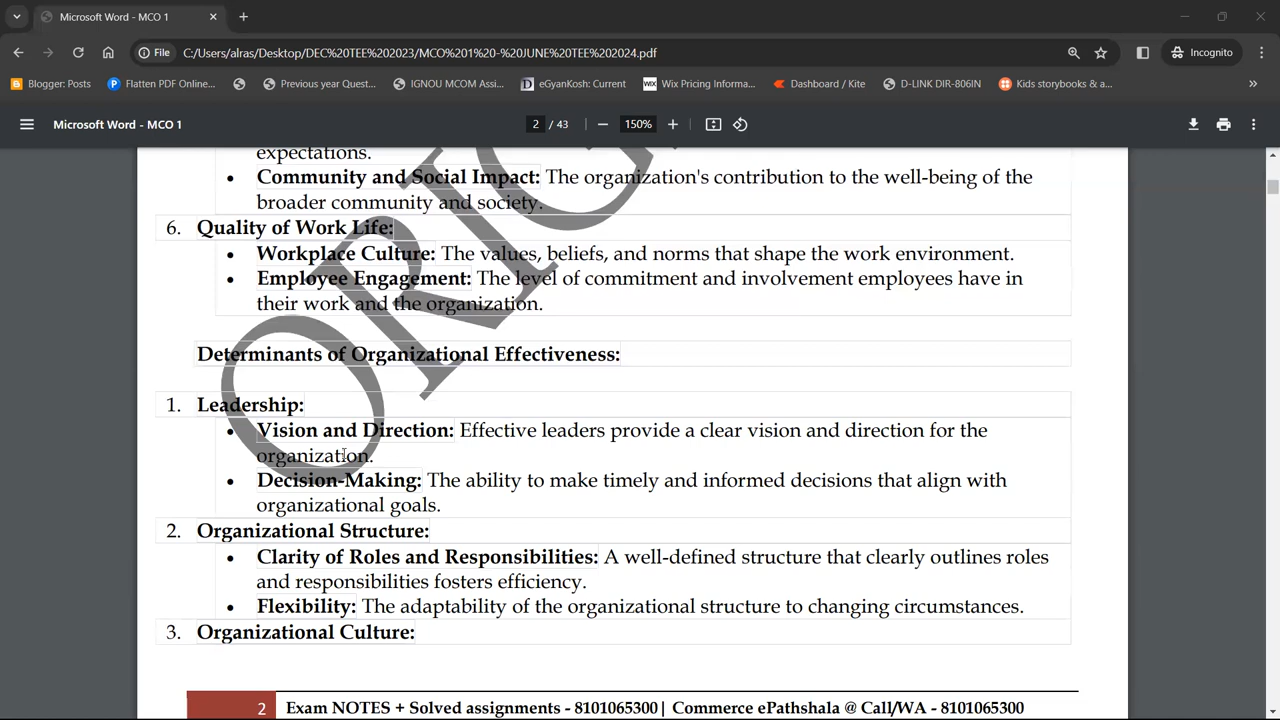 Microsoft Word - MCO 1
File
C:/Users/alras/Desktop/DEC%20TEE%202023/MCO%201%20-%20JUNE%20TEE%202024.pdf
Incognito
Blogger: Posts
Flatten PDF Online...
Previous year Quest...
IGNOU MCOM Assi...
eGyanKosh: Current
WIX Wix Pricing Informa...
Dashboard / Kite
D-LINK DIR-806IN
Kids storybooks & a...
Microsoft Word - MCO 1
2 / 43
150%
ORIG
expectations.
• Community and Social Impact: The organization's contribution to the well-being of the
broader community and society.
6. Quality of Work Life:
• Workplace Culture: The values, beliefs, and norms that shape the work environment.
• Employee Engagement: The level of commitment and involvement employees have in
their work and the organization.
Determinants of Organizational Effectiveness:
1. Leadership:
• Vision and Direction: Effective leaders provide a clear vision and direction for the
organization.
• Decision-Making: The ability to make timely and informed decisions that align with
organizational goals.
2. Organizational Structure:
• Clarity of Roles and Responsibilities: A well-defined structure that clearly outlines roles
and responsibilities fosters efficiency.
• Flexibility: The adaptability of the organizational structure to changing circumstances.
3. Organizational Culture:
2 Exam NOTES + Solved assignments - 8101065300| Commerce ePathshala @ Call/WA - 8101065300